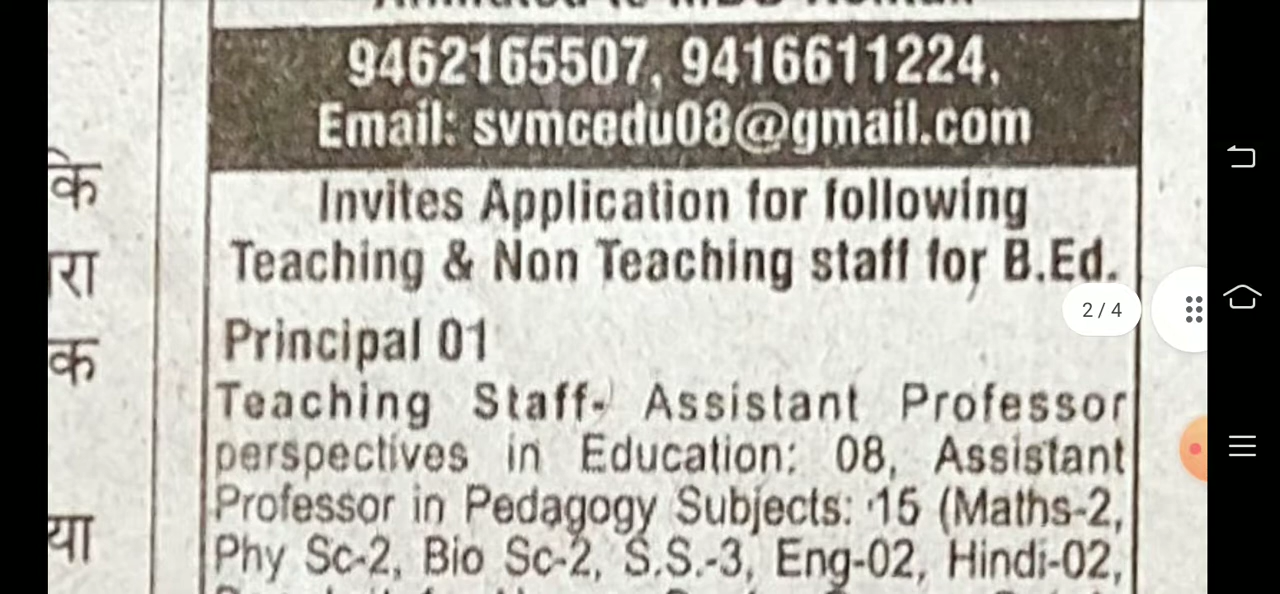 9462165507, 9416611224,
Email: svmcedu08@gmail.com
Invites Application for following
Teaching & Non Teaching staff for B.Ed.
Principal 01
Teaching Staff- Assistant Professor
perspectives in Education: 08, Assistant
Professor in Pedagogy Subjects: 15 (Maths-2,
Phy Sc-2, Bio Sc-2, S.S.-3, Eng-02, Hindi-02,
के
रा
क
या
2 / 4